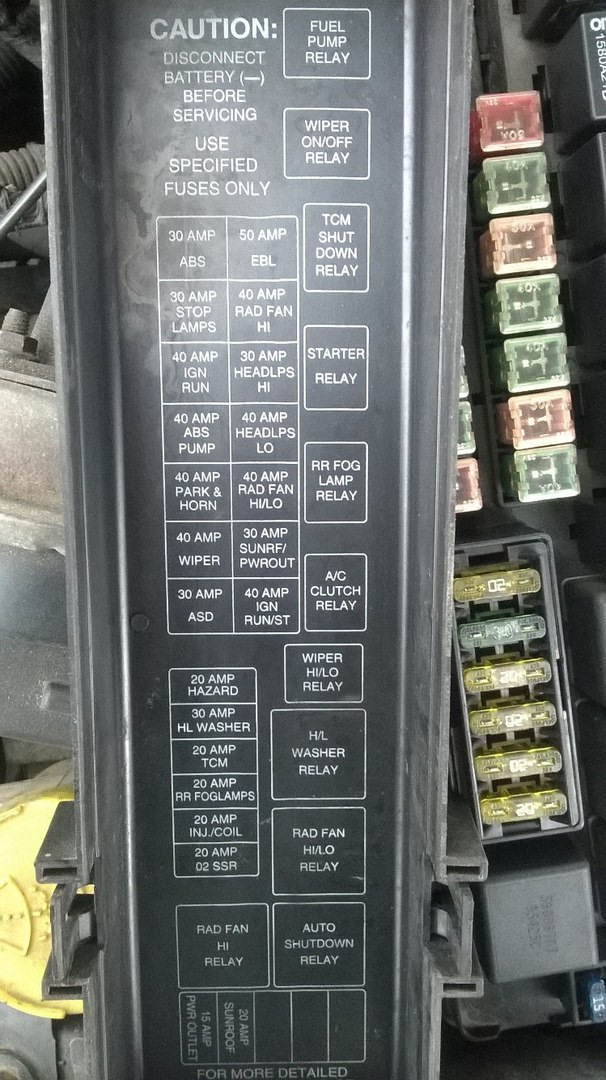 CAUTION:
DISCONNECT
BATTERY (—)
BEFORE
SERVICING
USE
SPECIFIED
FUSES ONLY
FUEL
PUMP
RELAY
WIPER
ON/OFF
RELAY
TCM
SHUT
DOWN
RELAY
STARTER
RELAY
RR FOG
LAMP
RELAY
A/C
CLUTCH
RELAY
30 AMP
ABS
50 AMP
EBL
30 AMP
STOP
LAMPS
40 AMP
RAD FAN
HI
40 AMP
IGN
RUN
30 AMP
HEADLPS
HI
40 AMP
ABS
PUMP
40 AMP
HEADLPS
LO
40 AMP
PARK &
HORN
40 AMP
RAD FAN
HI/LO
40 AMP
WIPER
30 AMP
SUNRF/
PWROUT
30 AMP
ASD
40 AMP
IGN
RUN/ST
WIPER
HI/LO
RELAY
20 AMP
HAZARD
30 AMP
HL WASHER
20 AMP
TCM
20 AMP
RR FOGLAMPS
20 AMP
INJ./COIL
20 AMP
02 SSR
H/L
WASHER
RELAY
RAD FAN
HI/LO
RELAY
RAD FAN
HI
RELAY
AUTO
SHUTDOWN
RELAY
15 AMP
PWR OUTLET
20 AMP
SUNROOF
FOR MORE DETAILED
20
30
20
20
20
20
15